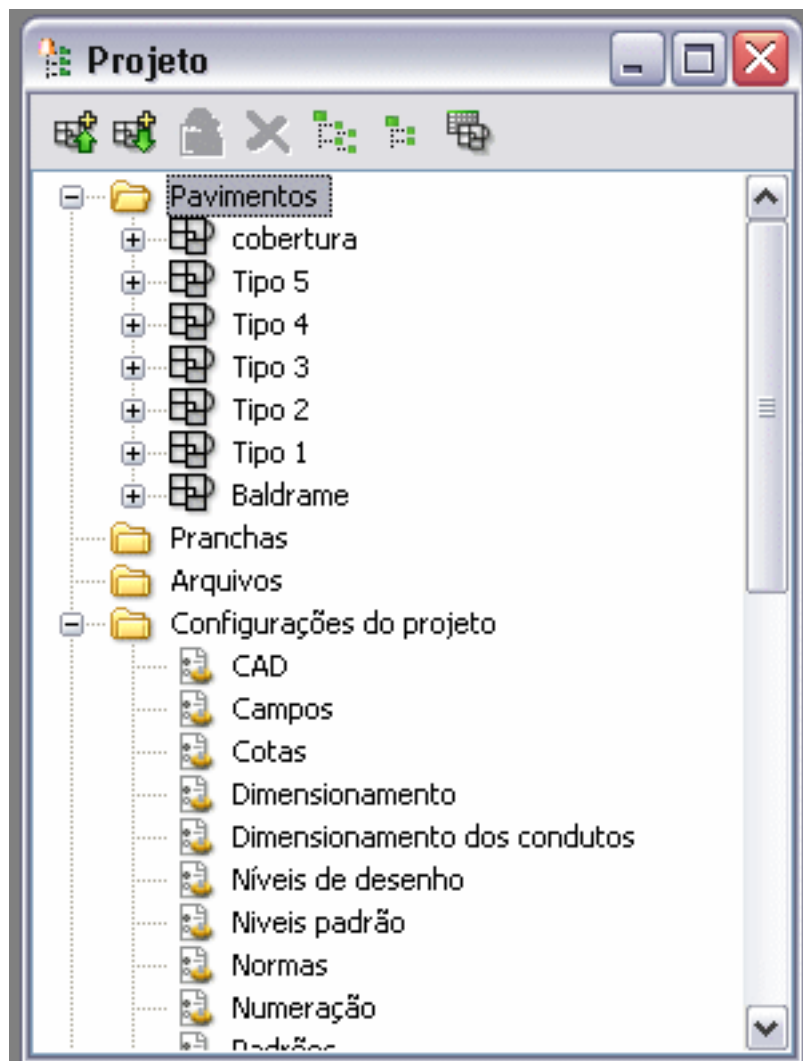 Projeto
Pavimentos
cobertura
Tipo 5
Tipo 4
Tipo 3
Tipo 2
Tipo 1
Baldrame
Pranchas
Arquivos
Configurações do projeto
CAD
Campos
Cotas
Dimensionamento
Dimensionamento dos condutos
Níveis de desenho
Niveis padrão
Normas
Numeração
Padrões